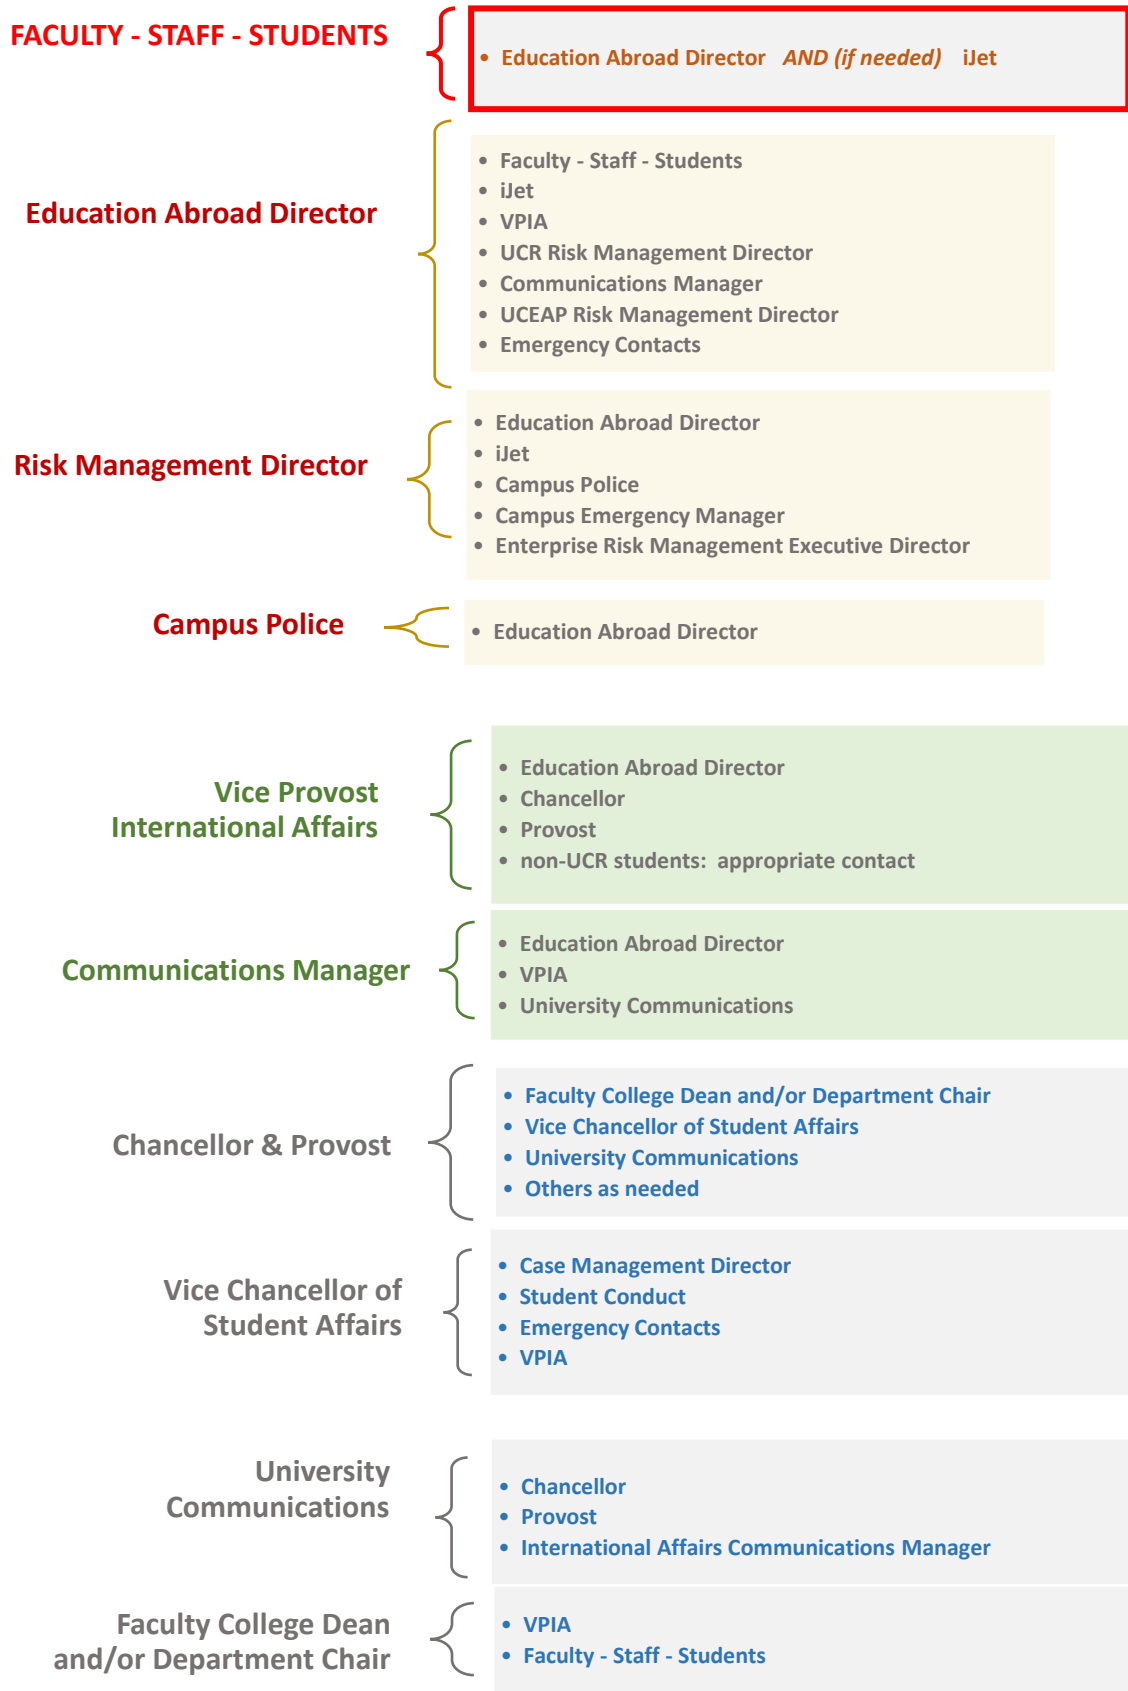 FACULTY - STAFF - STUDENTS
• Education Abroad Director AND (if needed) iJet
Education Abroad Director
• Faculty - Staff - Students
• iJet
• VPIA
• UCR Risk Management Director
• Communications Manager
• UCEAP Risk Management Director
• Emergency Contacts
Risk Management Director
• Education Abroad Director
• iJet
• Campus Police
• Campus Emergency Manager
• Enterprise Risk Management Executive Director
Campus Police
• Education Abroad Director
Vice Provost
International Affairs
• Education Abroad Director
• Chancellor
• Provost
• non-UCR students: appropriate contact
Communications Manager
• Education Abroad Director
• VPIA
• University Communications
Chancellor & Provost
• Faculty College Dean and/or Department Chair
• Vice Chancellor of Student Affairs
• University Communications
• Others as needed
Vice Chancellor of
Student Affairs
• Case Management Director
• Student Conduct
• Emergency Contacts
• VPIA
University
Communications
• Chancellor
• Provost
• International Affairs Communications Manager
Faculty College Dean
and/or Department Chair
• VPIA
• Faculty - Staff - Students